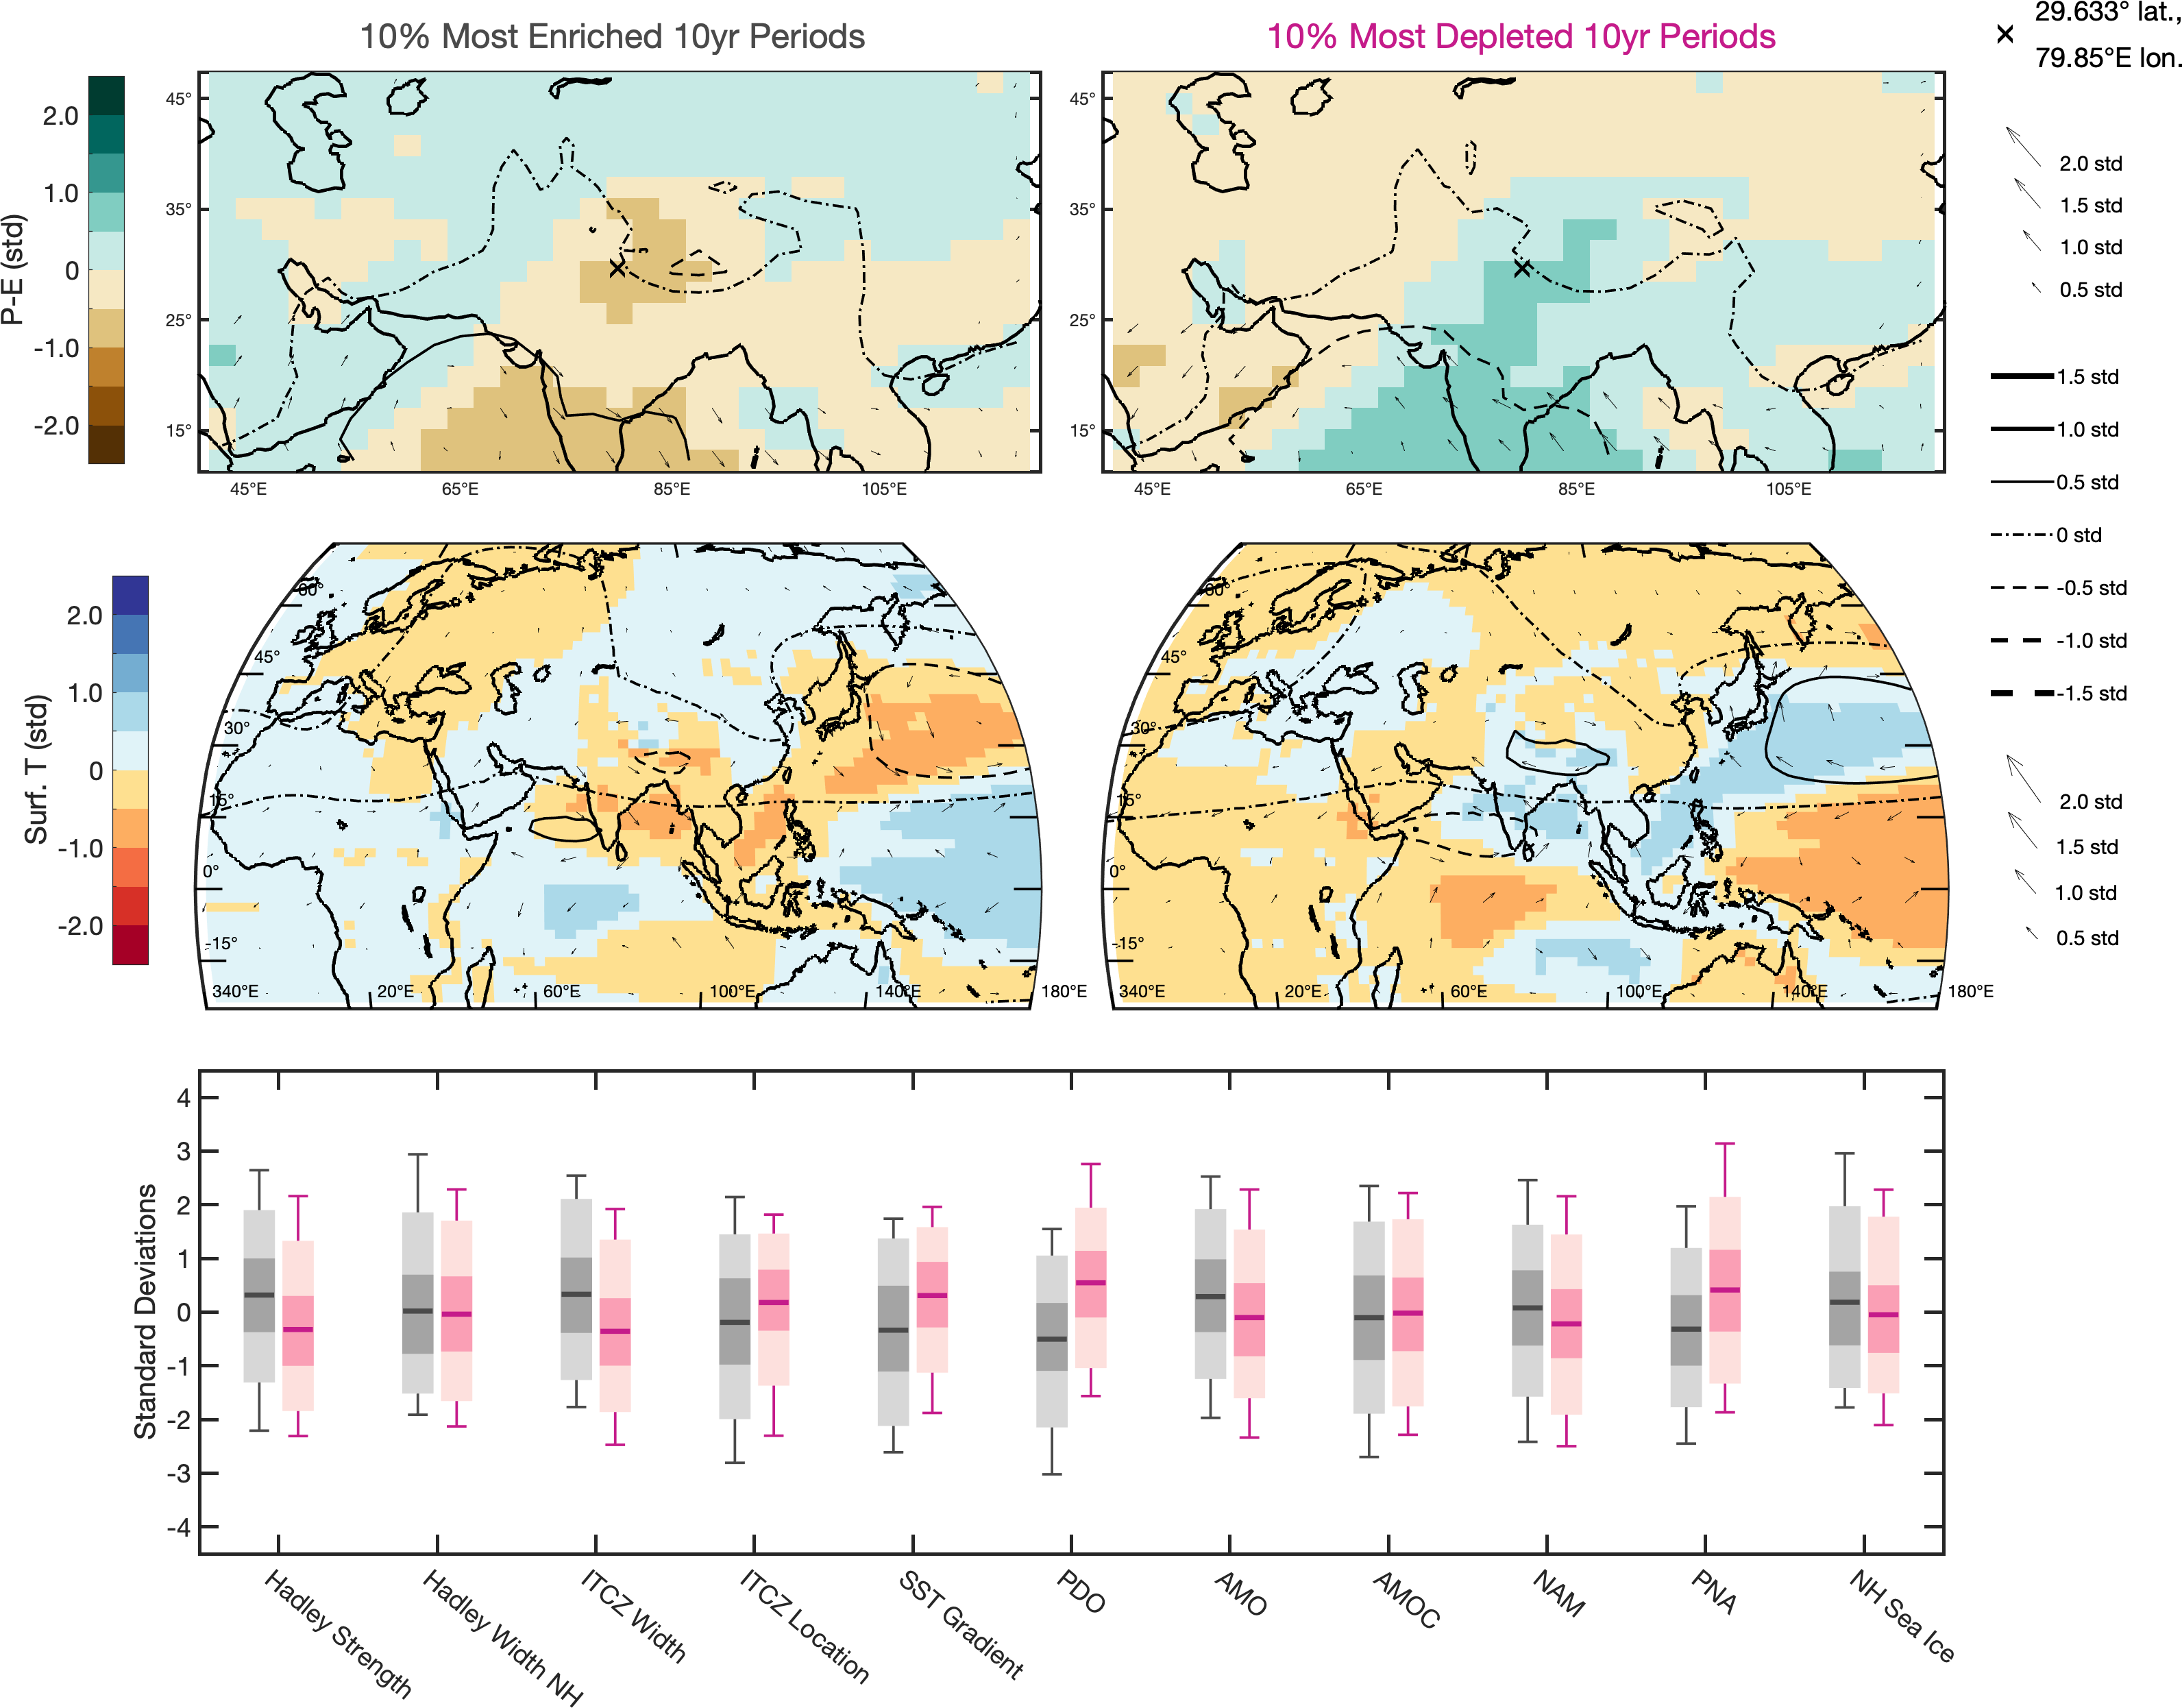 10% Most Enriched 10yr Periods
10% Most Depleted 10yr Periods
29.633° lat.,
79.85°E lon.
P-E (std)
2.0
1.0
0
-1.0
-2.0
45°
35°
25°
15°
45°E 65°E 85°E 105°E
45°
35°
25°
15°
45°E 65°E 85°E 105°E
2.0 std
1.5 std
1.0 std
0.5 std
1.5 std
1.0 std
0.5 std
0 std
-0.5 std
-1.0 std
-1.5 std
Surf. T (std)
2.0
1.0
0
-1.0
-2.0
60°
45°
30°
15°
0°
-15°
340°E 20°E 60°E 100°E 140°E 180°E
60°
45°
30°
15°
0°
-15°
340°E 20°E 60°E 100°E 140°E 180°E
2.0 std
1.5 std
1.0 std
0.5 std
Standard Deviations
4
3
2
1
0
-1
-2
-3
-4
Hadley Strength
Hadley Width NH
ITCZ Width
ITCZ Location
SST Gradient
PDO
AMO
AMOC
NAM
PNA
NH Sea Ice